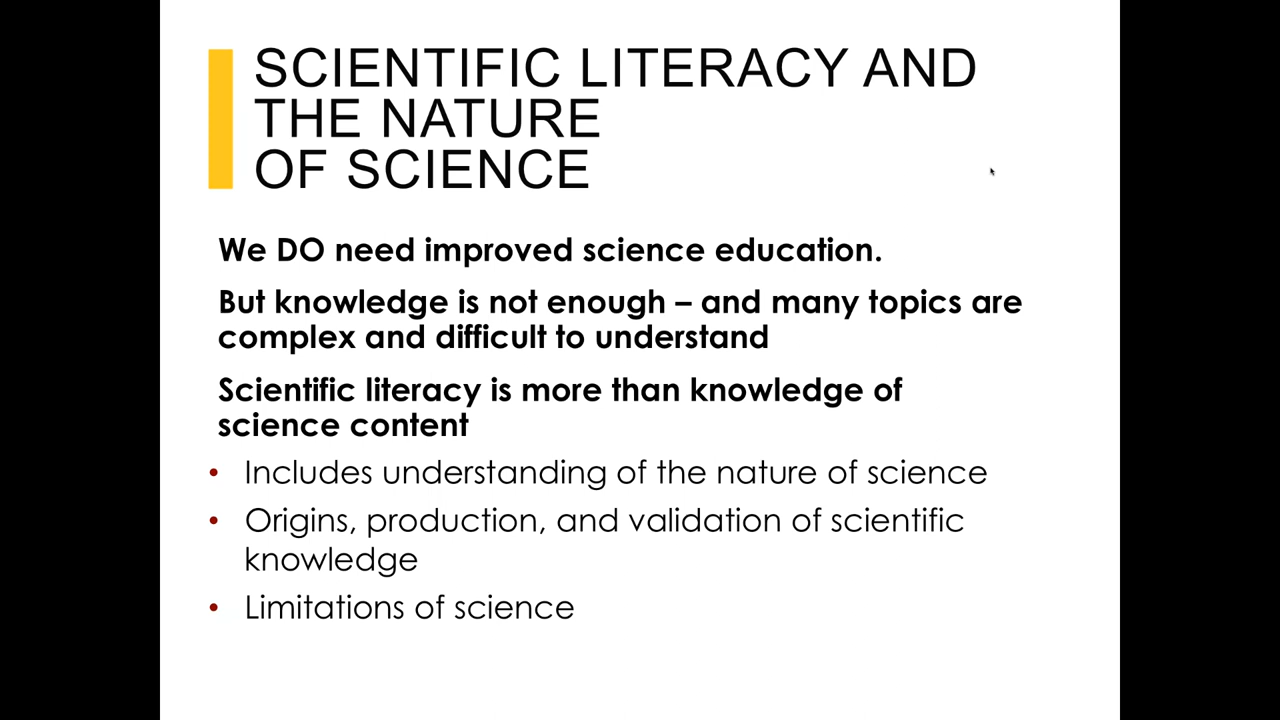 SCIENTIFIC LITERACY AND
THE NATURE
OF SCIENCE
We DO need improved science education.
But knowledge is not enough – and many topics are
complex and difficult to understand
Scientific literacy is more than knowledge of
science content
• Includes understanding of the nature of science
• Origins, production, and validation of scientific
knowledge
• Limitations of science